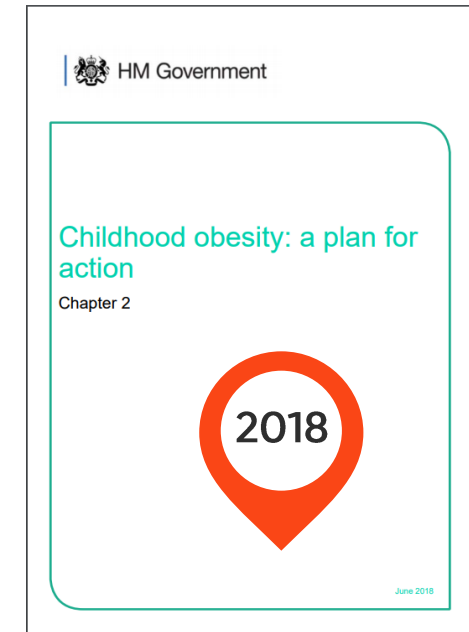 HM Government
Childhood obesity: a plan for
action
Chapter 2
2018
June 2018